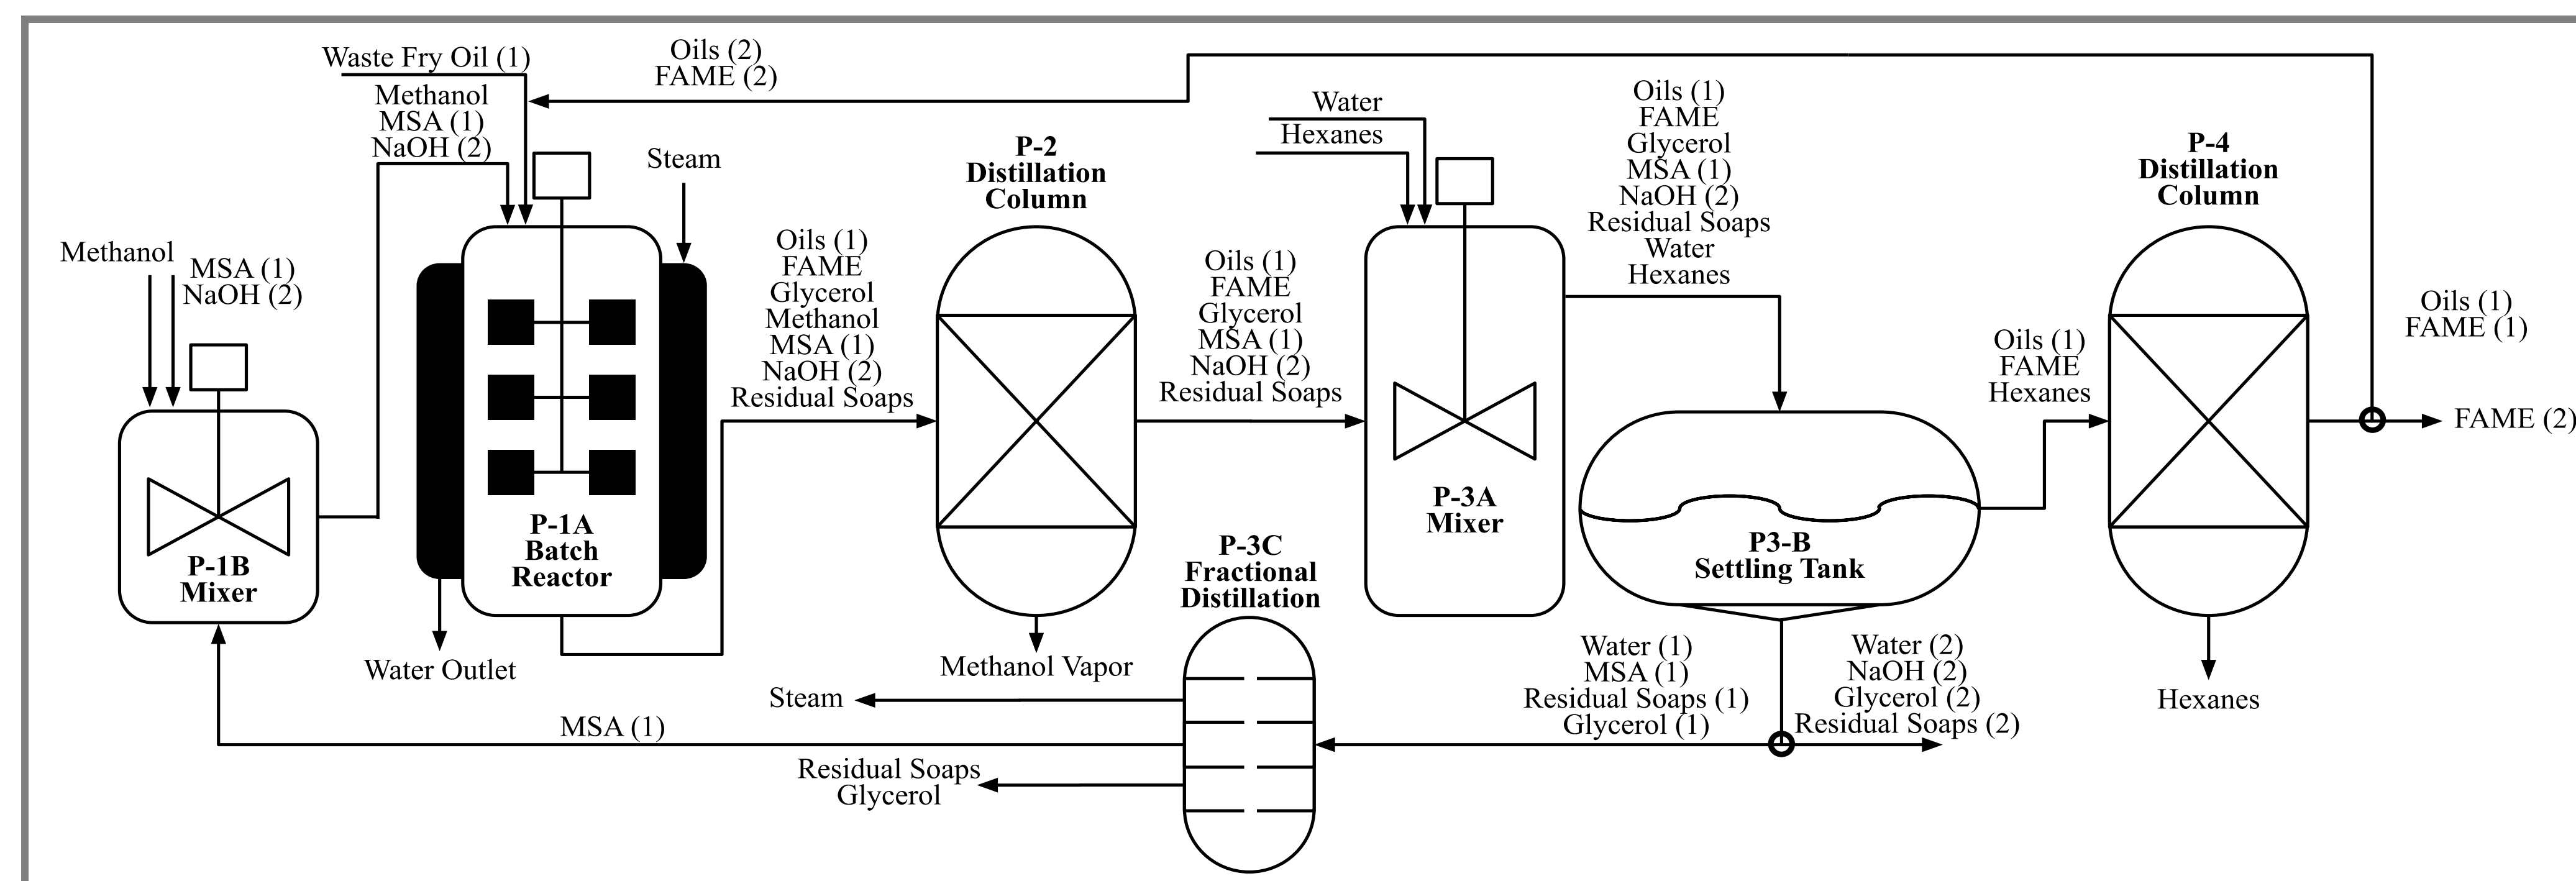 Waste Fry Oil (1)
Methanol
MSA (1)
NaOH (2)
Oils (2)
FAME (2)
Steam
Methanol
MSA (1)
NaOH (2)
P-1B
Mixer
P-1A
Batch
Reactor
Water Outlet
Oils (1)
FAME
Glycerol
Methanol
MSA (1)
NaOH (2)
Residual Soaps
P-2
Distillation
Column
Methanol Vapor
Oils (1)
FAME
Glycerol
MSA (1)
NaOH (2)
Residual Soaps
Water
Hexanes
P-3A
Mixer
Oils (1)
FAME
Glycerol
MSA (1)
NaOH (2)
Residual Soaps
Water
Hexanes
P3-B
Settling Tank
Oils (1)
FAME
Hexanes
P-4
Distillation
Column
Oils (1)
FAME (1)
FAME (2)
Hexanes
P-3C
Fractional
Distillation
Water (1)
MSA (1)
Residual Soaps (1)
Glycerol (1)
Water (2)
NaOH (2)
Glycerol (2)
Residual Soaps (2)
Steam
MSA (1)
Residual Soaps
Glycerol